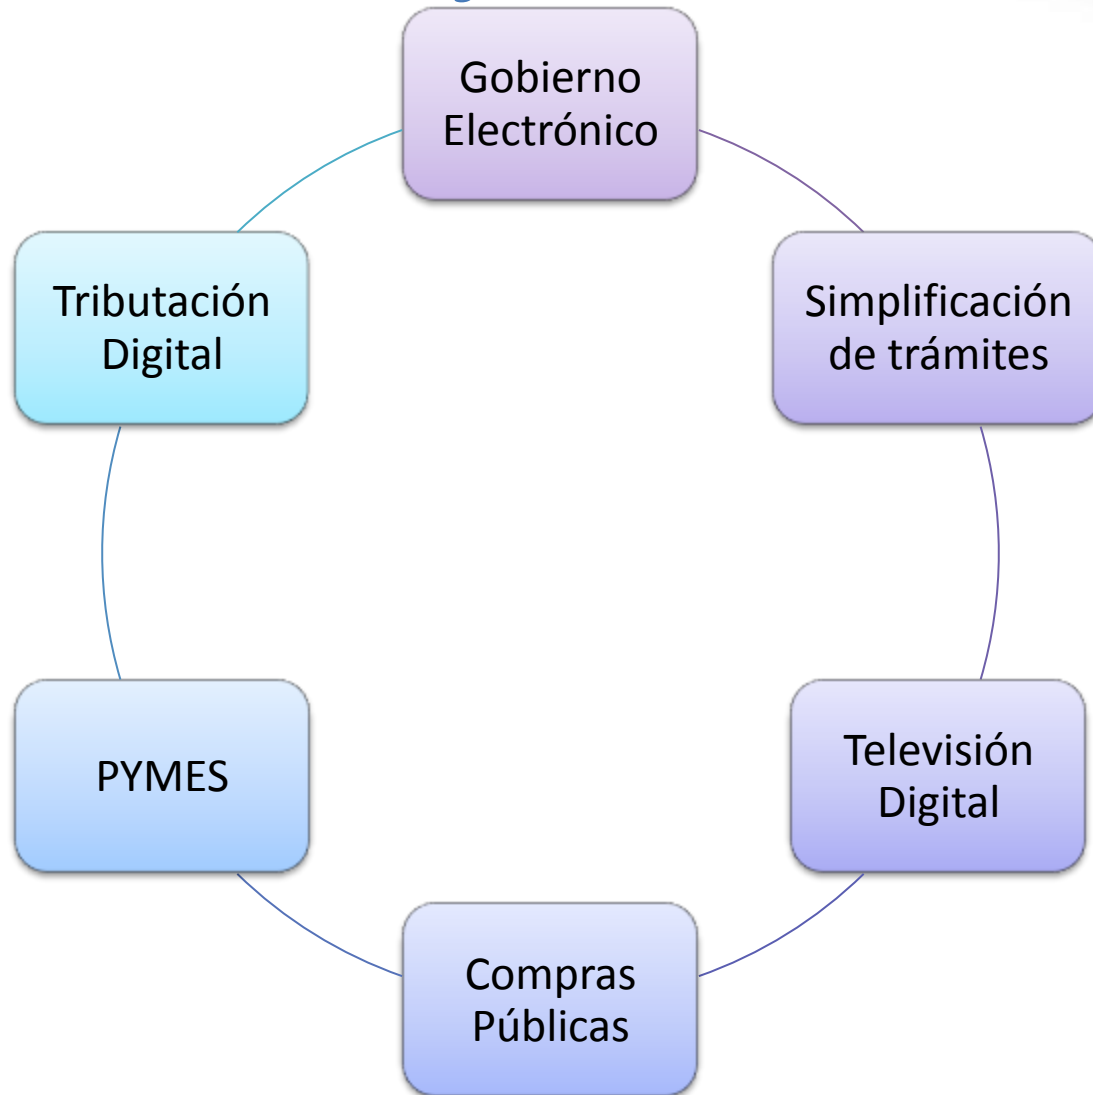 Gobierno
Electrónico
Simplificación
de trámites
Televisión
Digital
Compras
Públicas
PYMES
Tributación
Digital